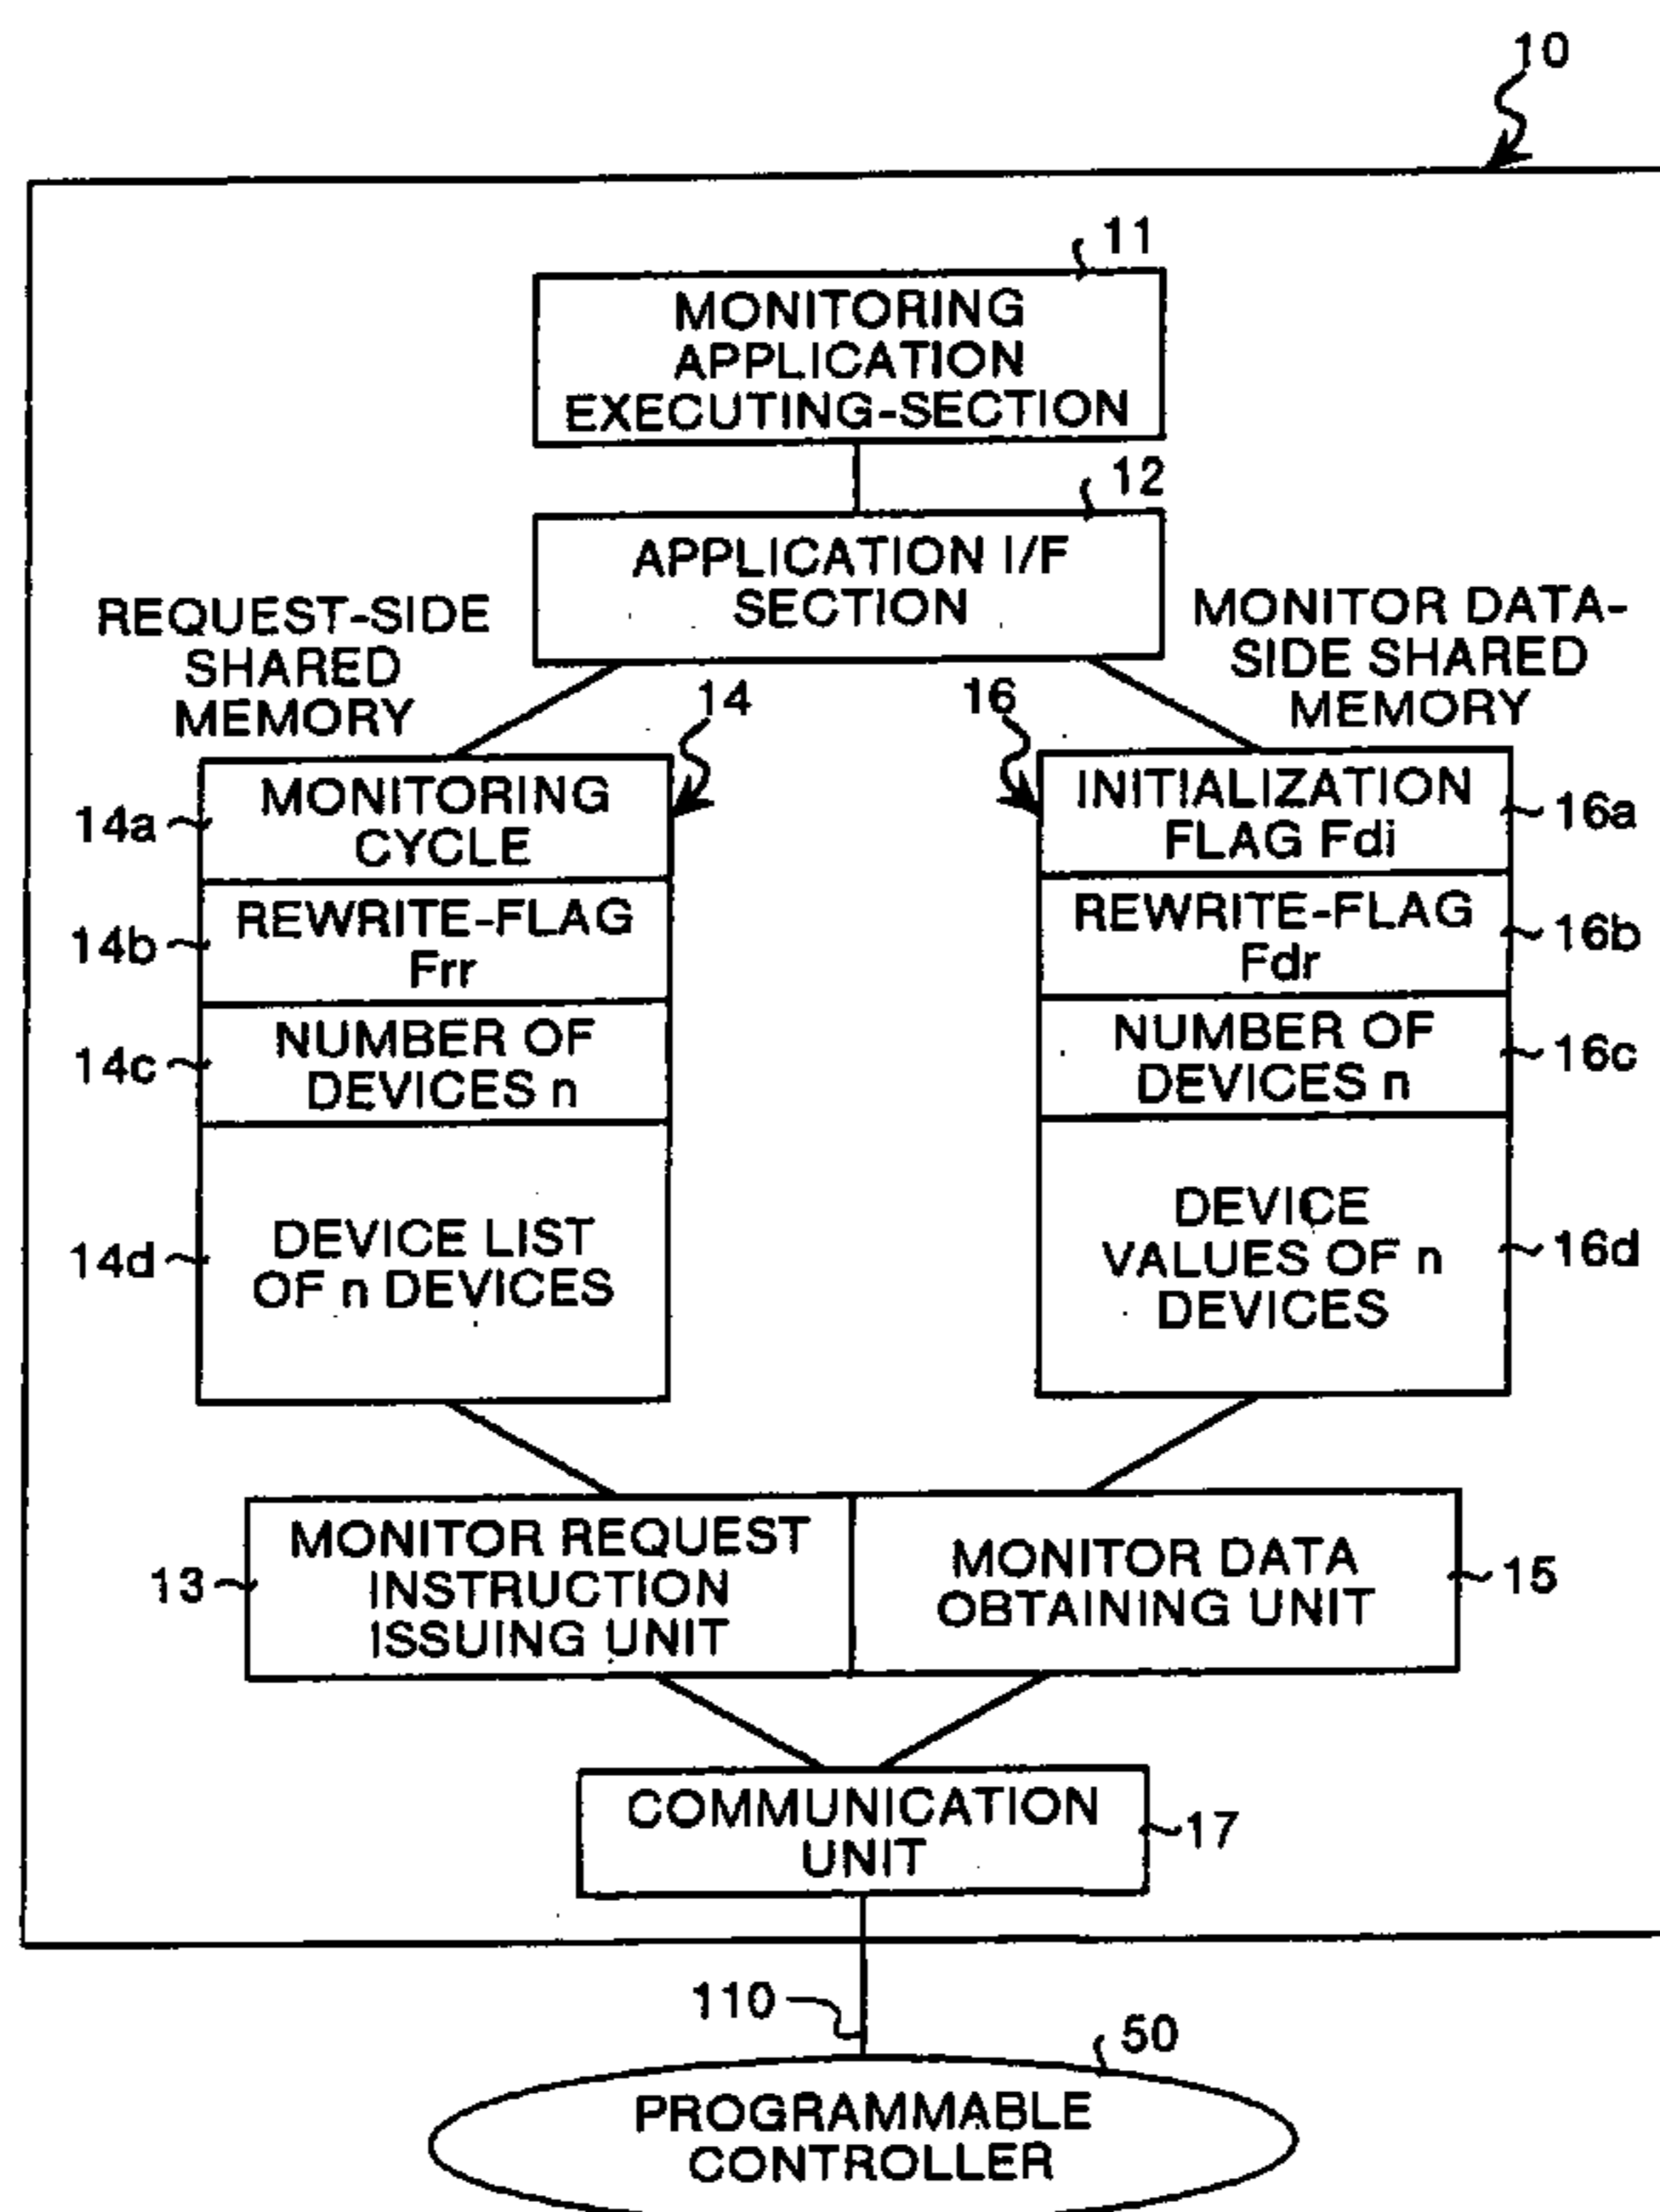 10
11
MONITORING
APPLICATION
EXECUTING-SECTION
12
APPLICATION I/F
SECTION
REQUEST-SIDE
SHARED
MEMORY
14
16
MONITOR DATA-
SIDE SHARED
MEMORY
14a
MONITORING
CYCLE
14b
REWRITE-FLAG
Frr
14c
NUMBER OF
DEVICES n
14d
DEVICE LIST
OF n DEVICES
INITIALIZATION
FLAG Fdi
16a
REWRITE-FLAG
Fdr
16b
NUMBER OF
DEVICES n
16c
DEVICE
VALUES OF n
DEVICES
16d
13
MONITOR REQUEST
INSTRUCTION
ISSUING UNIT
MONITOR DATA
OBTAINING UNIT
15
COMMUNICATION
UNIT
17
110
50
PROGRAMMABLE
CONTROLLER